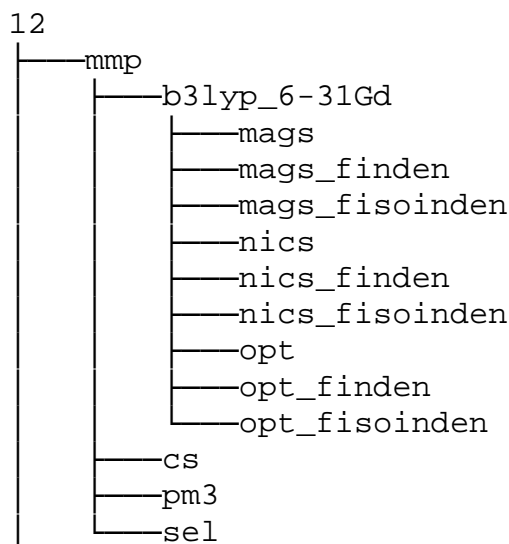 12
mmp
b3lyp_6-31Gd
mags
mags_finden
mags_fisoinden
nics
nics_finden
nics_fisoinden
opt
opt_finden
opt_fisoinden
cs
pm3
sel